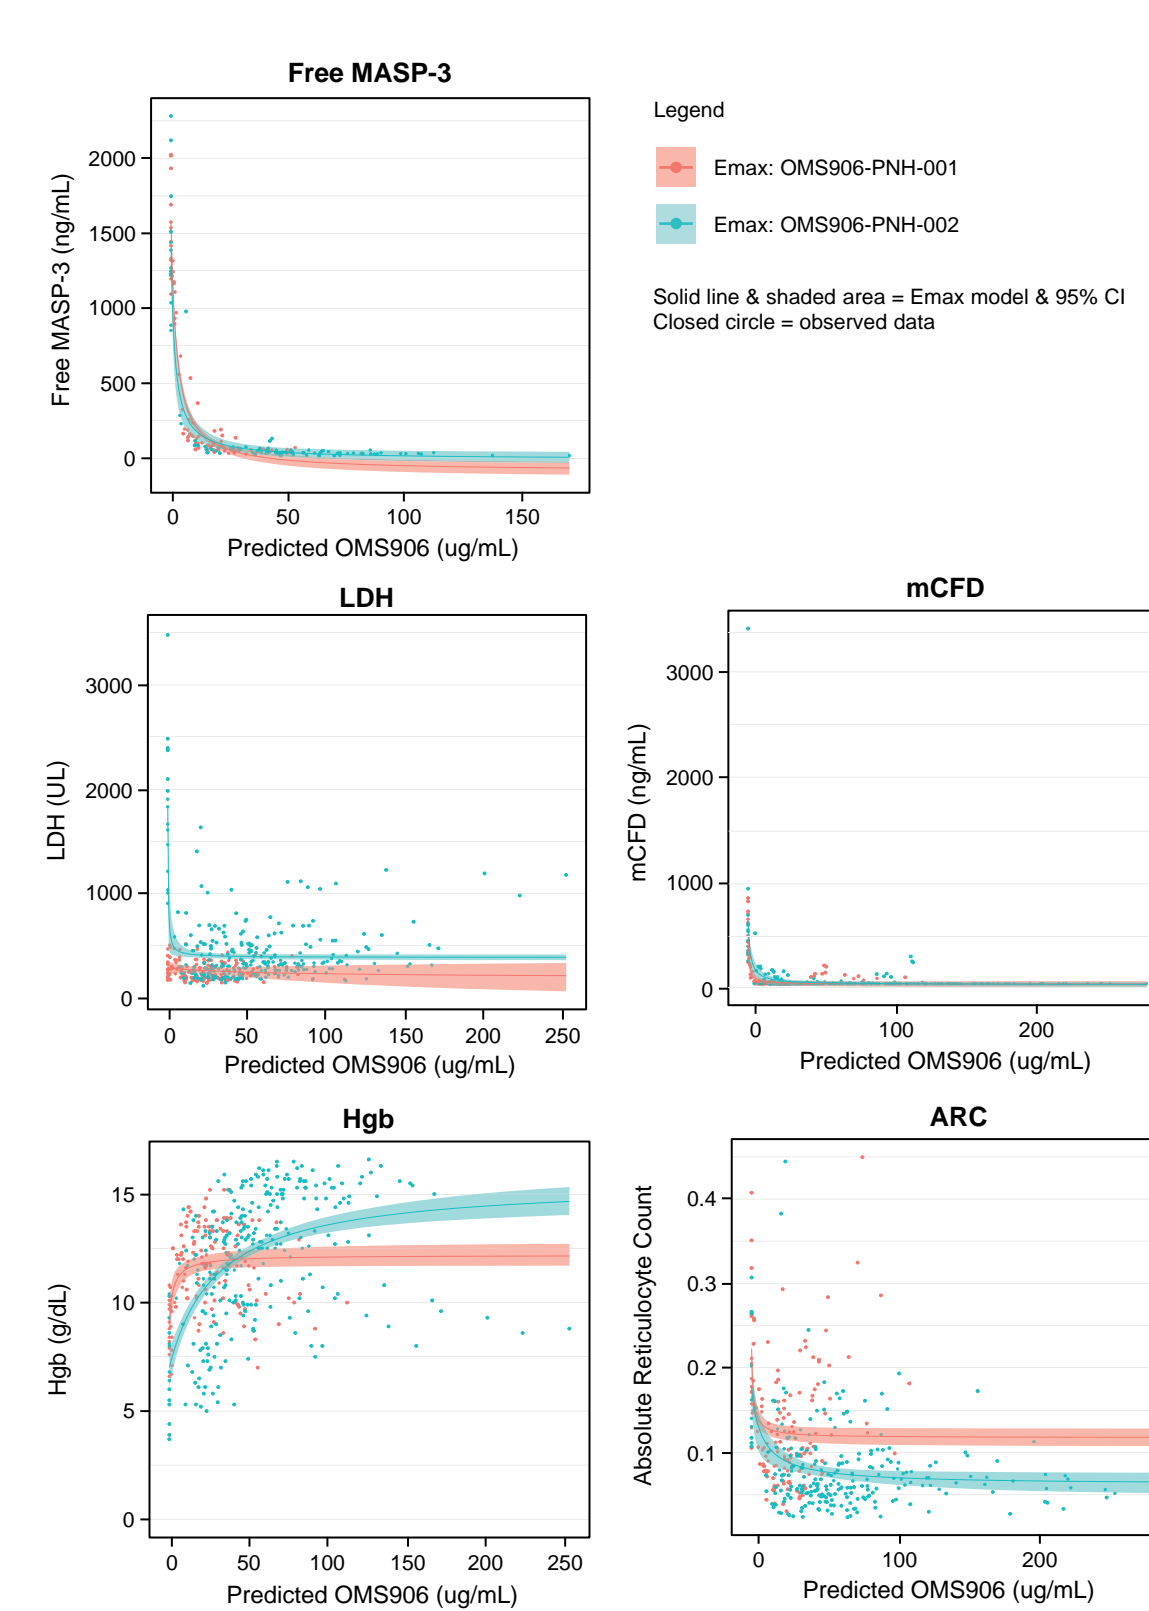 Free MASP-3
Free MASP-3 (ng/mL)
2000
1500
1000
500
0
0 50 100 150
Predicted OMS906 (ug/mL)
Legend
Emax: OMS906-PNH-001
Emax: OMS906-PNH-002
Solid line & shaded area = Emax model & 95% CI
Closed circle = observed data
LDH
LDH (UL)
3000
2000
1000
0
0 50 100 150 200 250
Predicted OMS906 (ug/mL)
mCFD
mCFD (ng/mL)
3000
2000
1000
0
0 100 200
Predicted OMS906 (ug/mL)
Hgb
Hgb (g/dL)
15
10
5
0
0 50 100 150 200 250
Predicted OMS906 (ug/mL)
ARC
Absolute Reticulocyte Count
0.4
0.3
0.2
0.1
0 100 200
Predicted OMS906 (ug/mL)